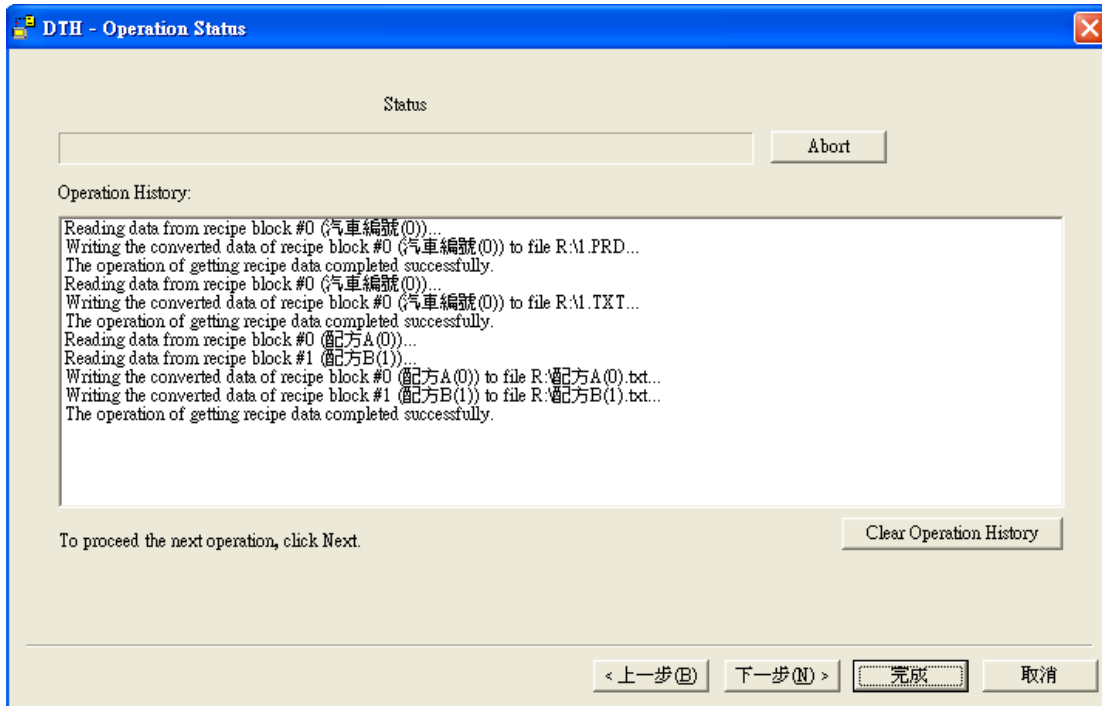 DTH - Operation Status
Status
Abort
Operation History:
Reading data from recipe block #0 (汽車編號(0))...
Writing the converted data of recipe block #0 (汽車編號(0)) to file R:\1.PRD...
The operation of getting recipe data completed successfully.
Reading data from recipe block #0 (汽車編號(0))...
Writing the converted data of recipe block #0 (汽車編號(0)) to file R:\1.TXT...
The operation of getting recipe data completed successfully.
Reading data from recipe block #0 (配方A(0))...
Reading data from recipe block #1 (配方B(1))...
Writing the converted data of recipe block #0 (配方A(0)) to file R:\配方A(0).txt...
Writing the converted data of recipe block #1 (配方B(1)) to file R:\配方B(1).txt...
The operation of getting recipe data completed successfully.
To proceed the next operation, click Next.
Clear Operation History
<上一步(B) 下一步(N)> 完成 取消